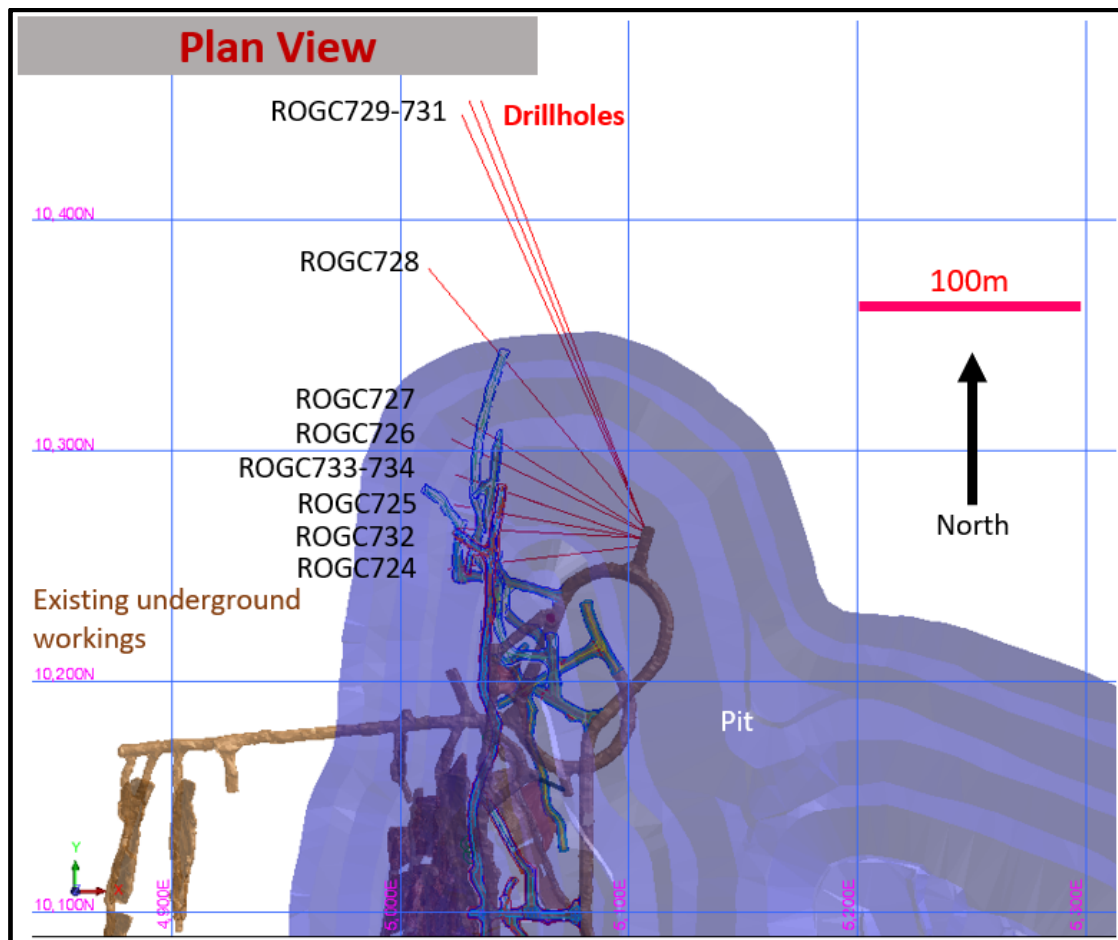 Plan View
ROGC729-731
Drillholes
10,400N
ROGC728
100m
ROGC727
10,300N
ROGC726
ROGC733-734
ROGC725
North
ROGC732
ROGC724
Existing underground
workings
10,200N
Pit
Y
X
4,900E
5,000E
5,100E
5,200E
5,300E
10,100N